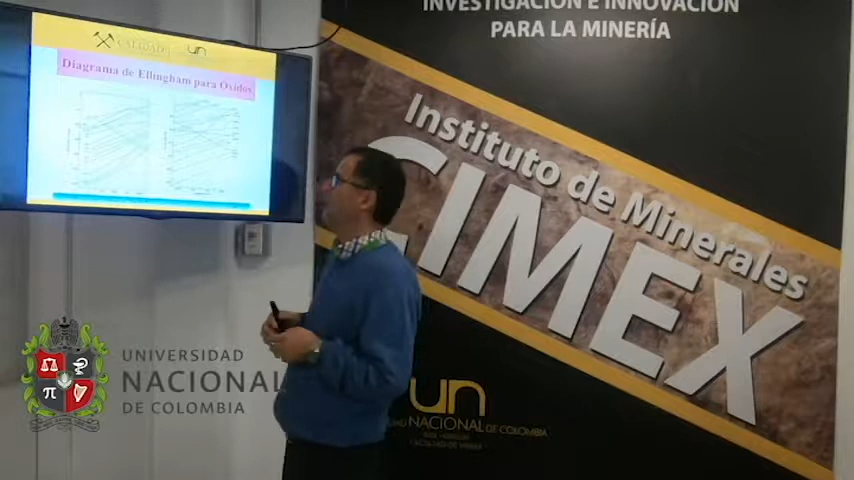 INVESTIGACIÓN E INNOVACIÓN
PARA LA MINERÍA
Instituto de Minerales
CIMEX
Diagrama de Ellingham para Óxidos
UNIVERSIDAD
NACIONAL
DE COLOMBIA
un
NACIONAL DE COLOMBIA